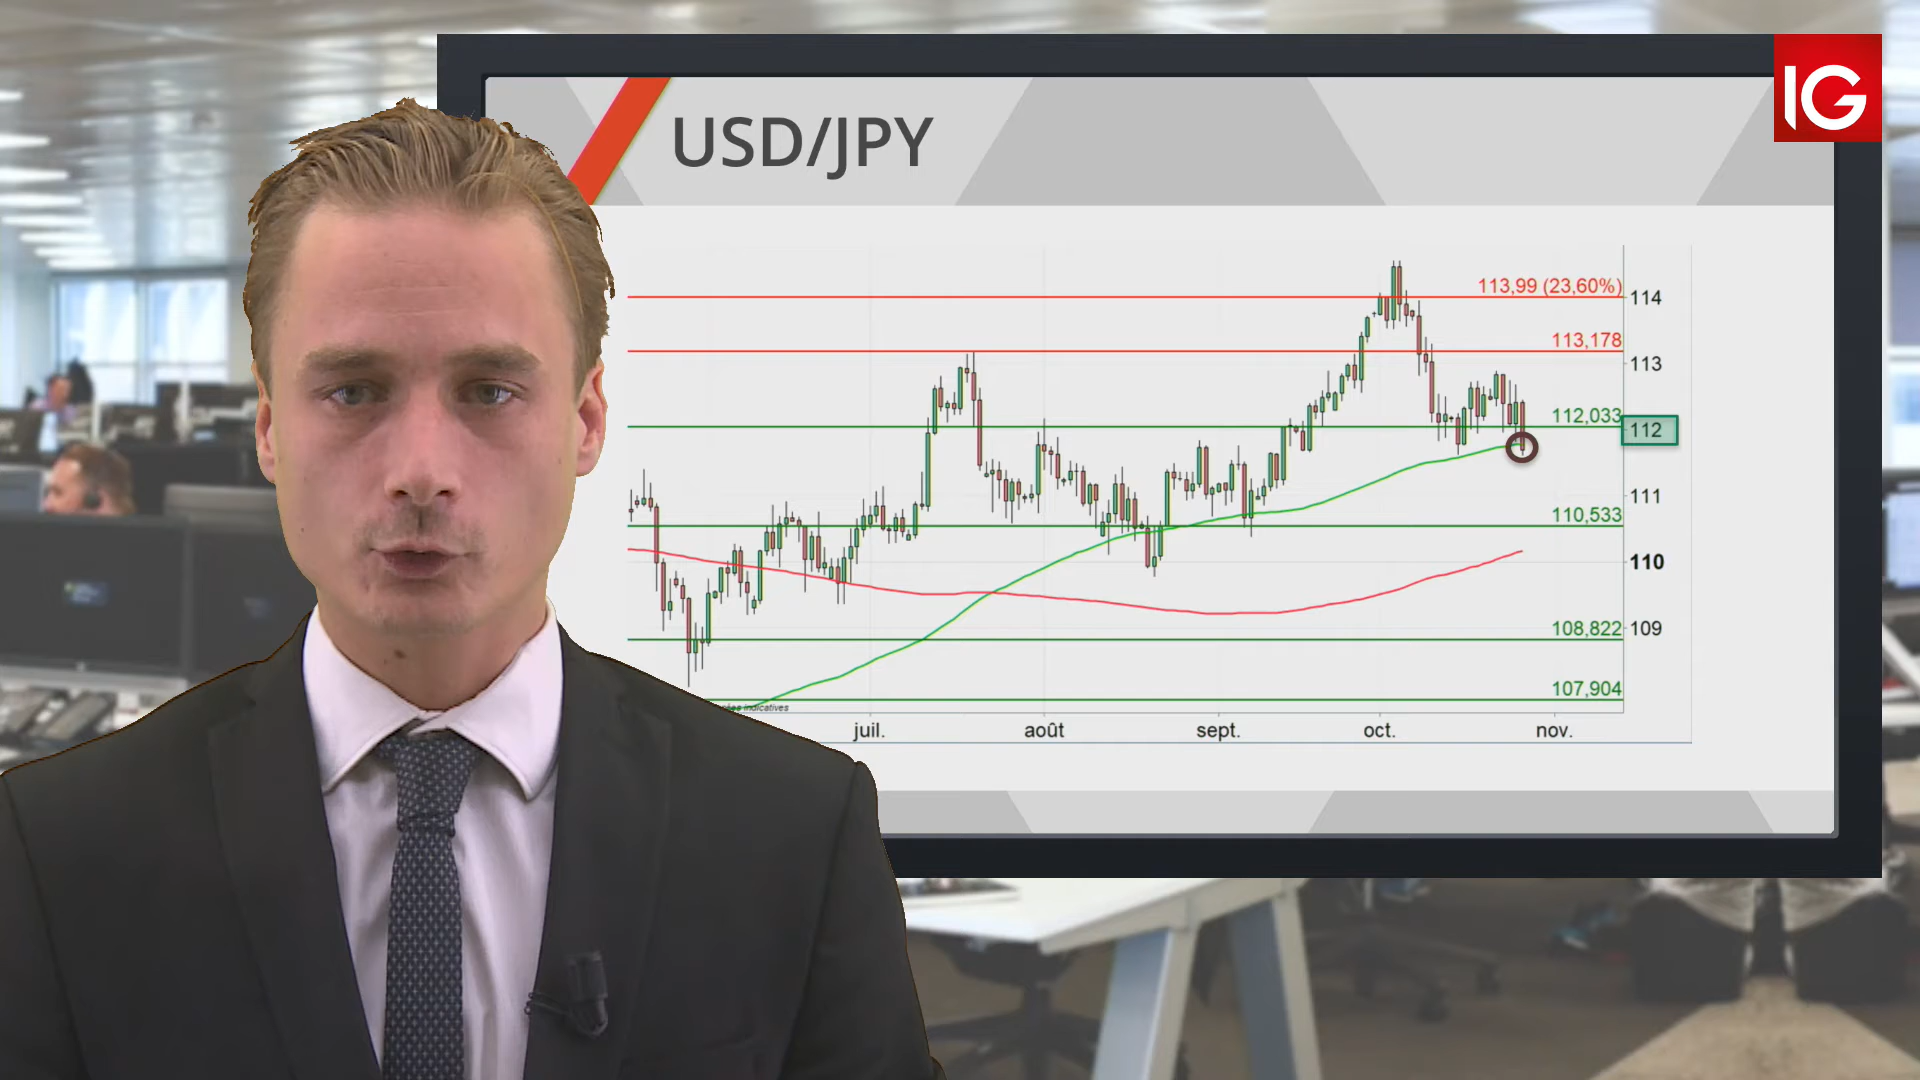 IG
USD/JPY
113,99 (23,60%)
114
113,178
113
112,033
112
111
110,533
110
108,822
109
107,904
indicatives
juil.
août
sept.
oct.
nov.